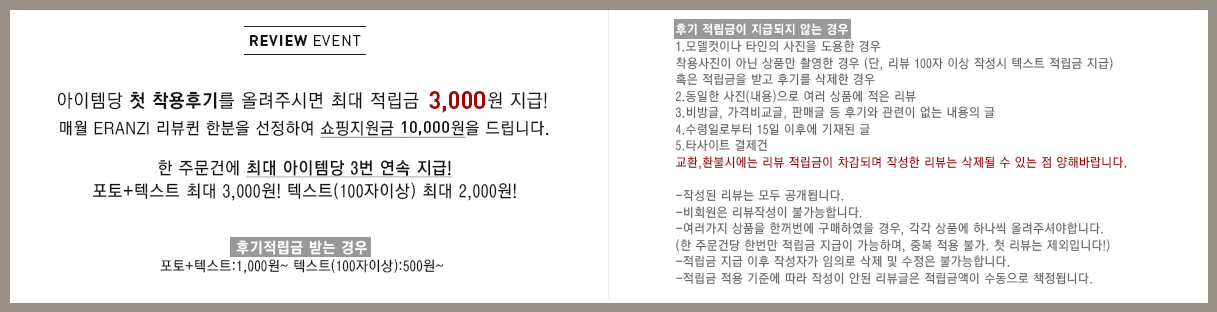 REVIEW EVENT
아이템당 첫 착용후기를 올려주시면 최대 적립금 3,000원 지급!
매월 ERANZI 리뷰퀸 한분을 선정하여 쇼핑지원금 10,000원을 드립니다.
한 주문건에 최대 아이템당 3번 연속 지급!
포토+텍스트 최대 3,000원! 텍스트(100자이상) 최대 2,000원!
후기적립금 받는 경우
포토+텍스트:1,000원~ 텍스트(100자이상):500원~
후기 적립금이 지급되지 않는 경우
1.모델컷이나 타인의 사진을 도용한 경우
착용사진이 아닌 상품만 촬영한 경우 (단, 리뷰 100자 이상 작성시 텍스트 적립금 지급)
혹은 적립금을 받고 후기를 삭제한 경우
2.동일한 사진(내용)으로 여러 상품에 적은 리뷰
3.비방글, 가격비교글, 판매글 등 후기와 관련이 없는 내용의 글
4.수령일로부터 15일 이후에 기재된 글
5.타사이트 결제건
교환,환불시에는 리뷰 적립금이 차감되며 작성한 리뷰는 삭제될 수 있는 점 양해바랍니다.
-작성된 리뷰는 모두 공개됩니다.
-비회원은 리뷰작성이 불가능합니다.
-여러가지 상품을 한꺼번에 구매하였을 경우, 각각 상품에 하나씩 올려주셔야합니다.
(한 주문건당 한번만 적립금 지급이 가능하며, 중복 적용 불가. 첫 리뷰는 제외입니다!)
-적립금 지급 이후 작성자가 임의로 삭제 및 수정은 불가능합니다.
-적립금 적용 기준에 따라 작성이 안된 리뷰글은 적립금액이 수동으로 책정됩니다.